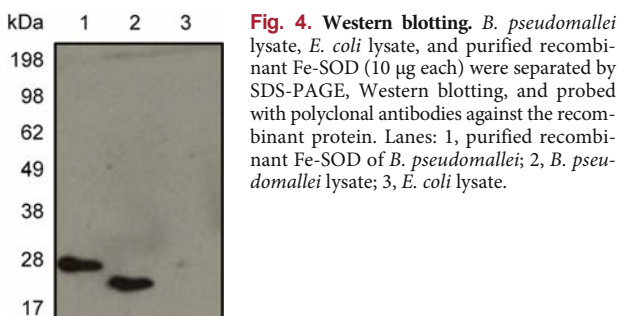 kDa 1 2 3
198
98
62
49
38
28
17
Fig. 4. Western blotting. B. pseudomallei
lysate, E. coli lysate, and purified recombi-
nant Fe-SOD (10 μg each) were separated by
SDS-PAGE, Western blotting, and probed
with polyclonal antibodies against the recom-
binant protein. Lanes: 1, purified recombi-
nant Fe-SOD of B. pseudomallei; 2, B. pseu-
domallei lysate; 3, E. coli lysate.